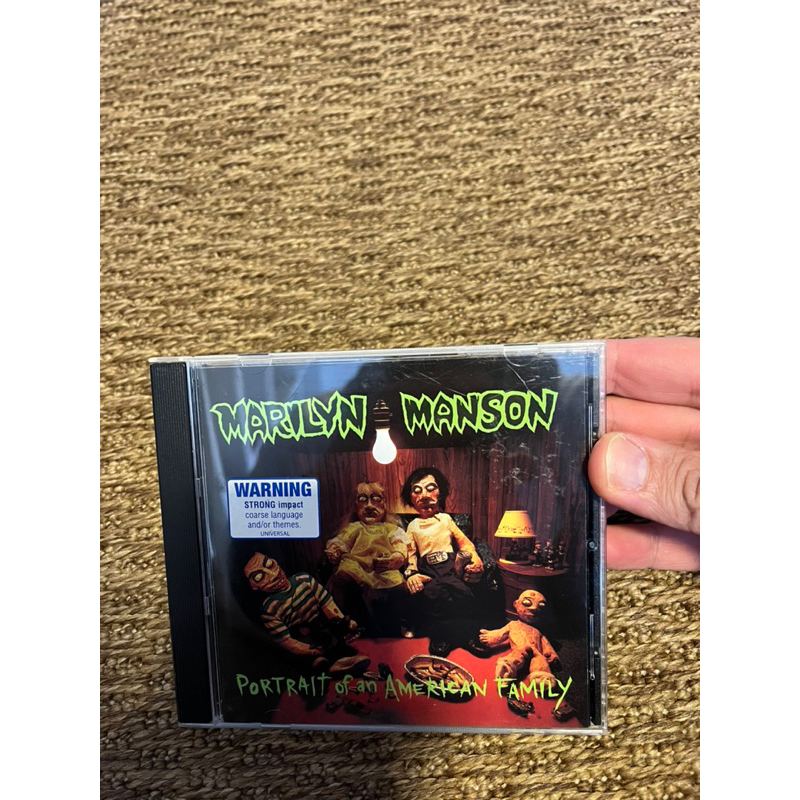 MARILYN MANSON
WARNING
STRONG impact
coarse language
and/or themes.
UNIVERSAL
PORTRAIT of an AMERICAN FAMILY